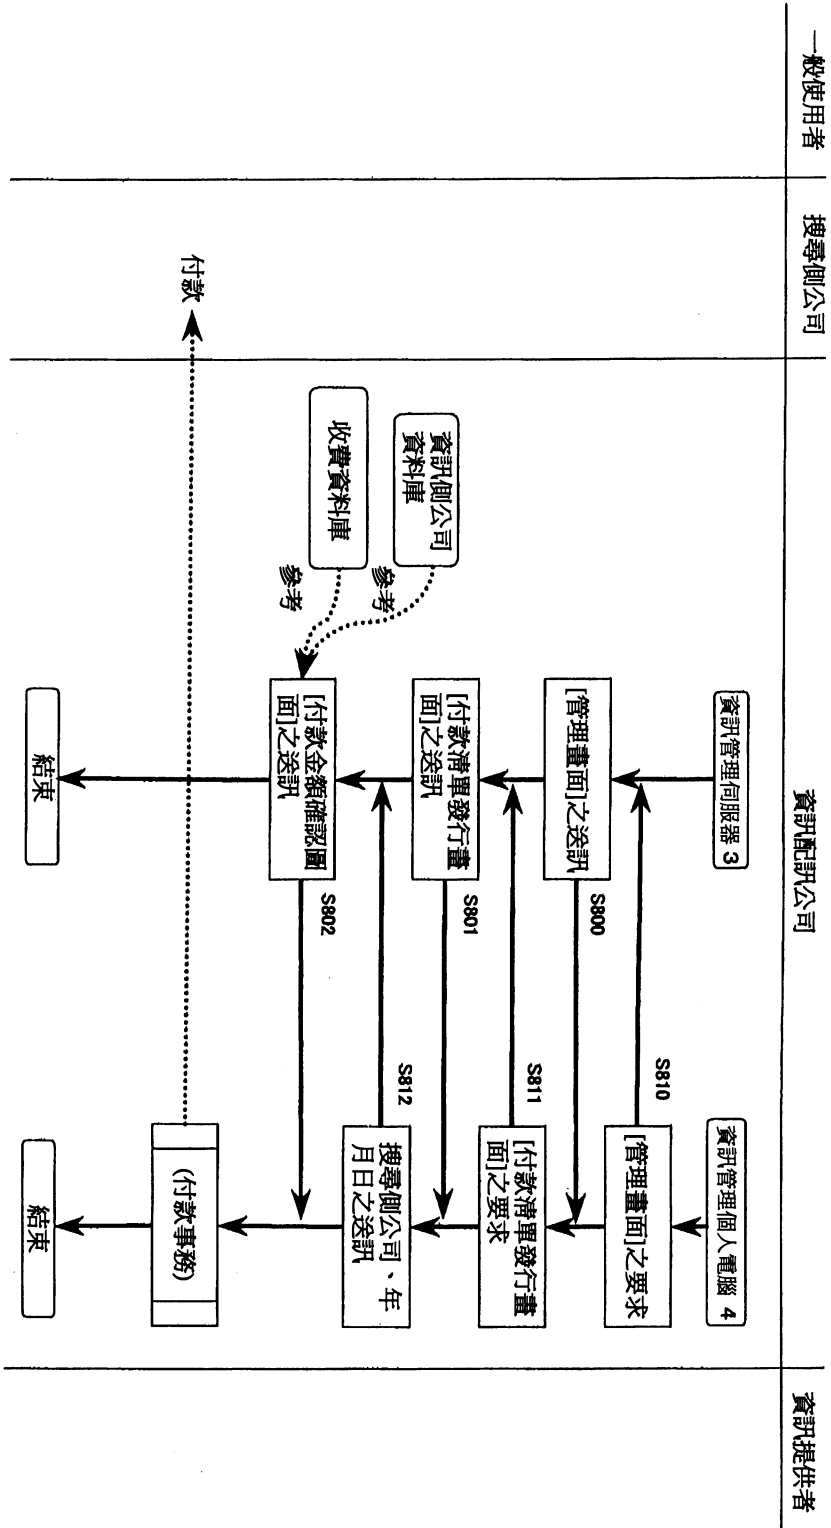 一般使用者
搜尋側公司
資訊配訊公司
資訊提供者
資訊管理伺服器 3
資訊管理個人電腦 4
S810
[管理畫面]之要求
[管理畫面]之送訊
S800
S811
[付款清單發行畫
面]之要求
資訊側公司
資料庫
參考
[付款清單發行畫
面]之送訊
S801
S812
搜尋側公司、年
月日之送訊
收費資料庫
參考
[付款金額確認圖
面]之送訊
S802
付款
(付款事務)
結束
結束